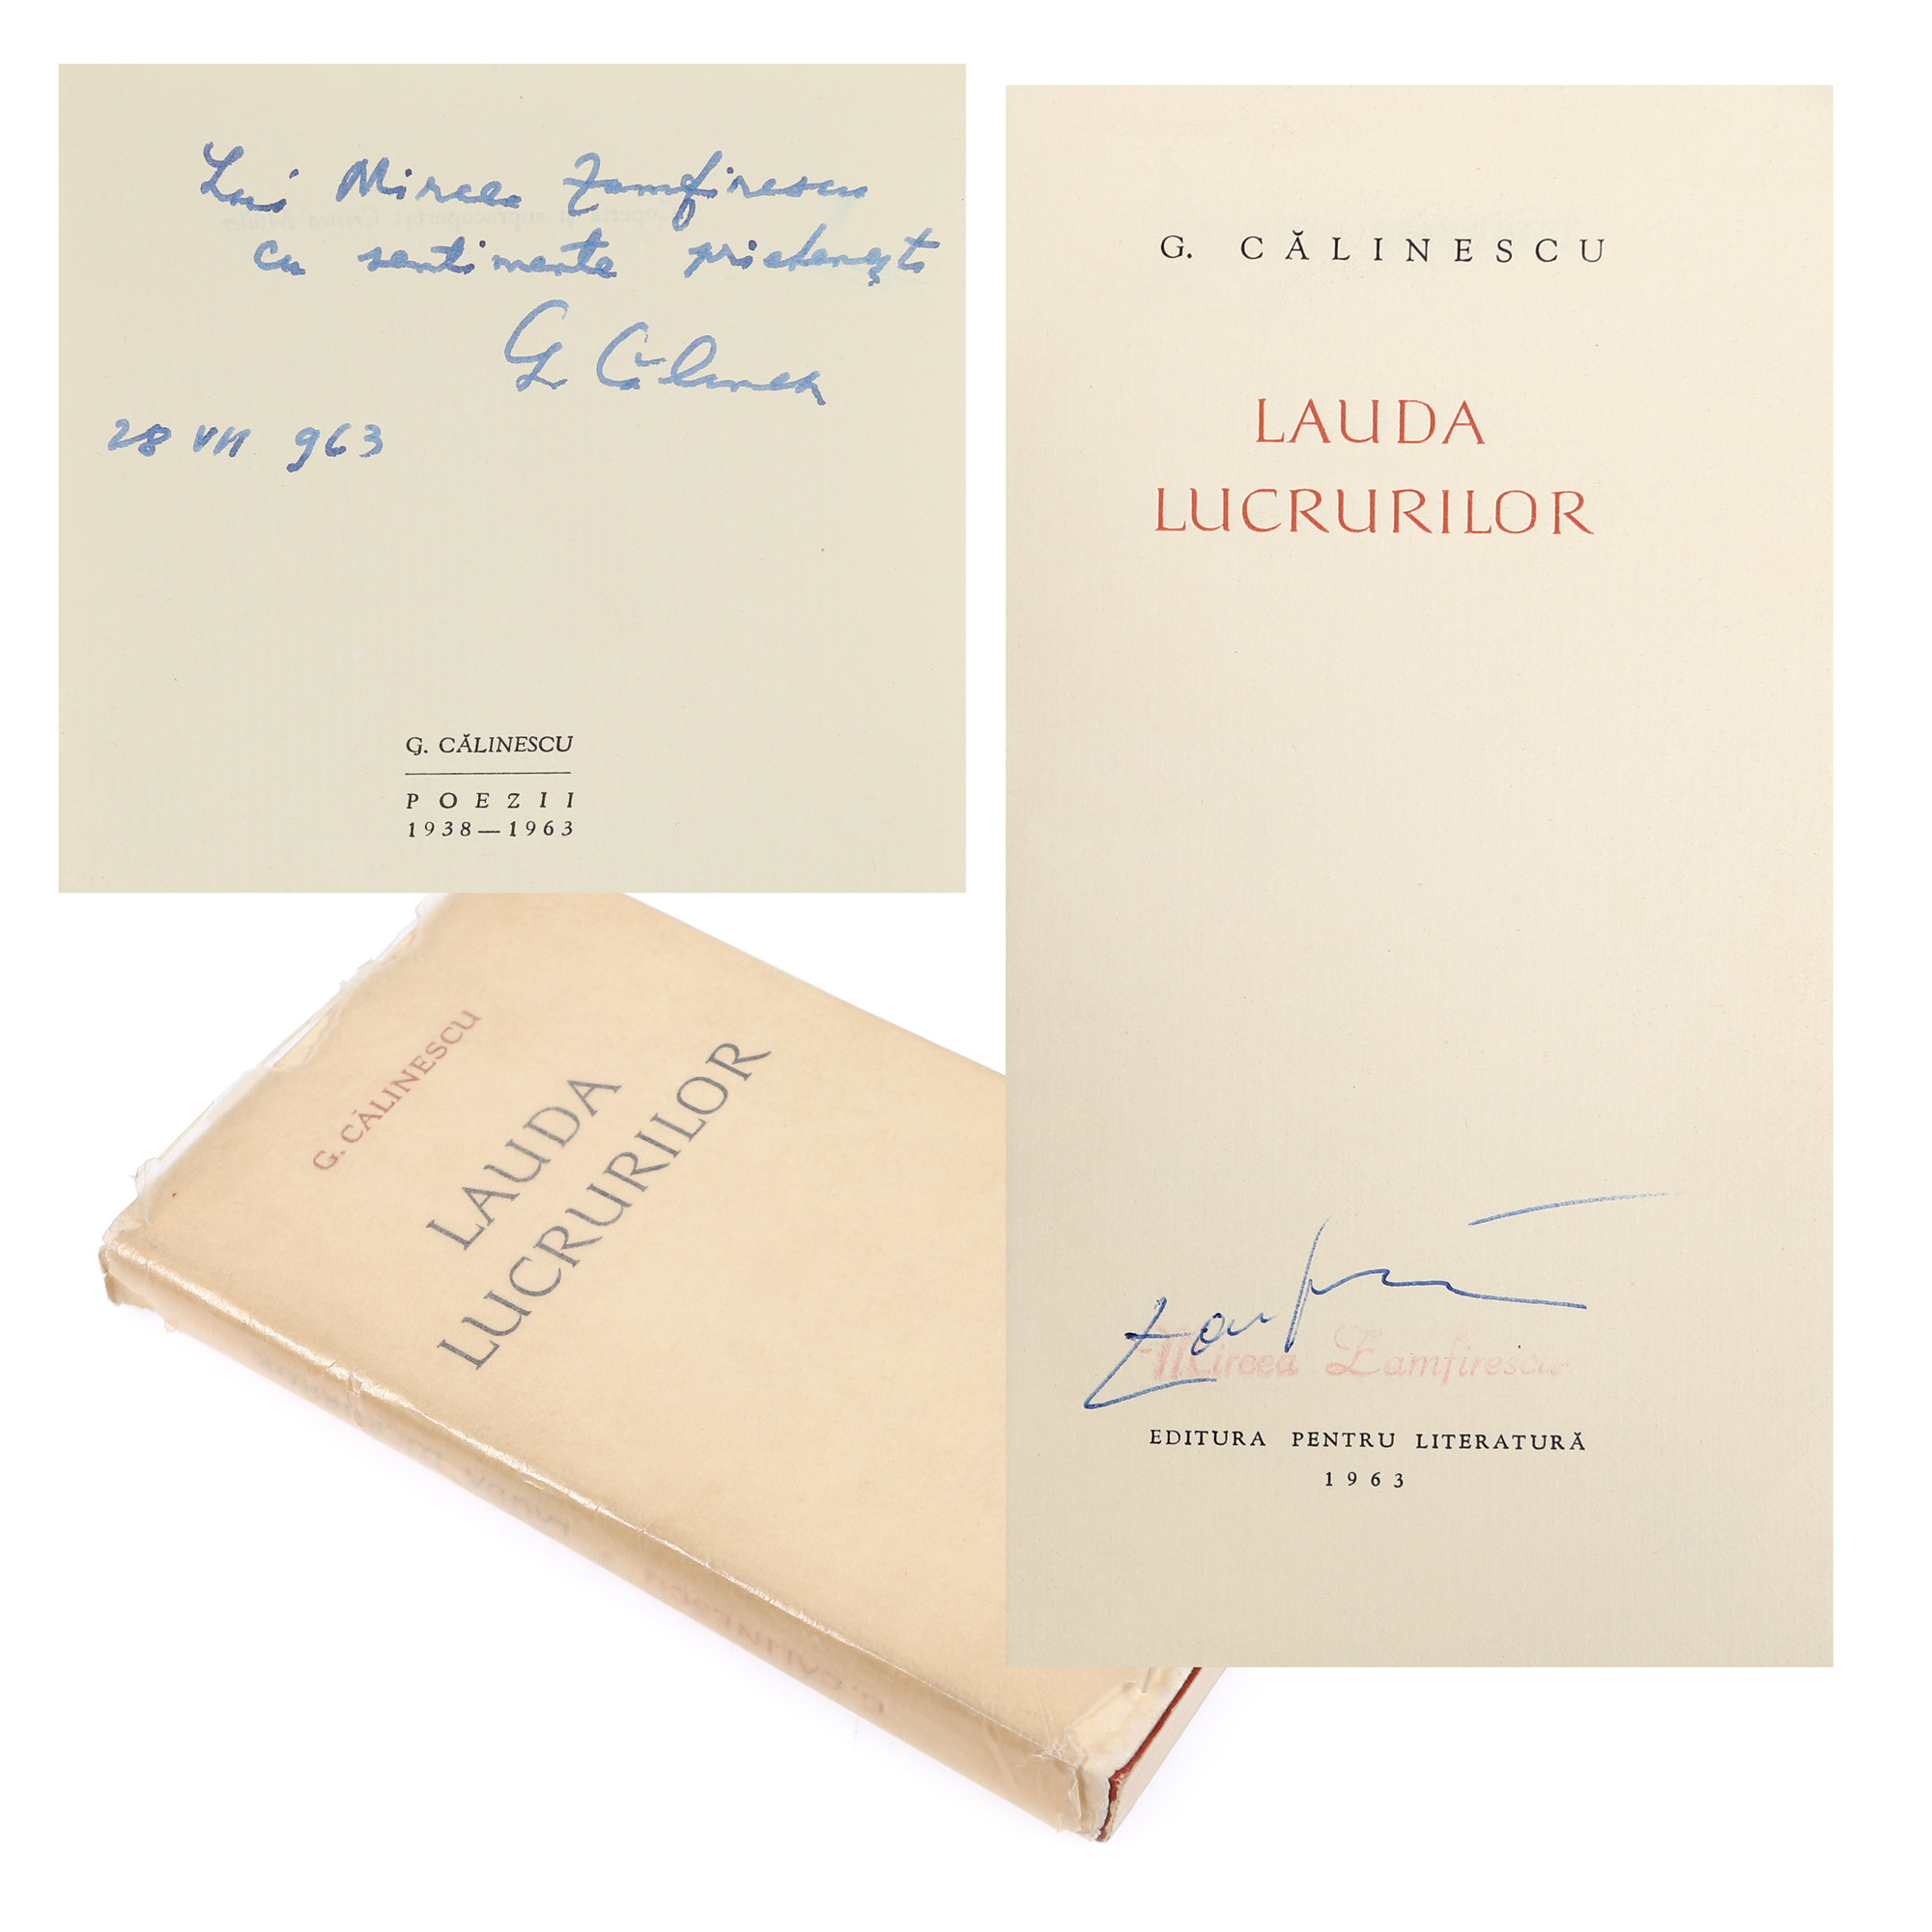 Lui Mircea Zamfirescu
cu sentimente prietenești
G. Călinescu
28 VII 963
G. CĂLINESCU
POEZII
1938—1963
G. CĂLINESCU
LAUDA
LUCRURILOR
Mircea Zamfirescu
EDITURA PENTRU LITERATURĂ
1963
G. CĂLINESCU
LAUDA
LUCRURILOR
G. CĂLINESCU